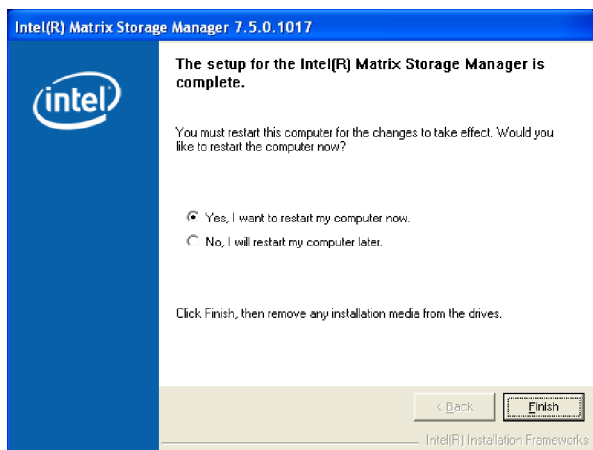 Intel(R) Matrix Storage Manager 7.5.0.1017
The setup for the Intel(R) Matrix Storage Manager is
complete.
intel
You must restart this computer for the changes to take effect. Would you
like to restart the computer now?
Yes, I want to restart my computer now.
No, I will restart my computer later.
Click Finish, then remove any installation media from the drives.
< Back
Finish
Intel(R) Installation Frameworks